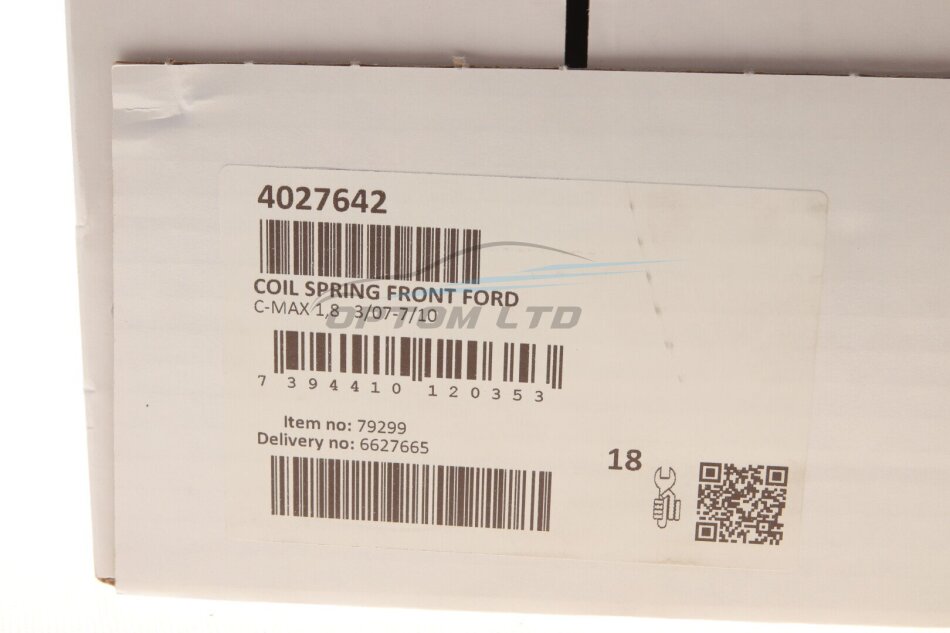 4027642
COIL SPRING FRONT FORD
C-MAX 1,8 3/07-7/10
OPTOM LTD
7 394410 120353
Item no: 79299
Delivery no: 6627665
18